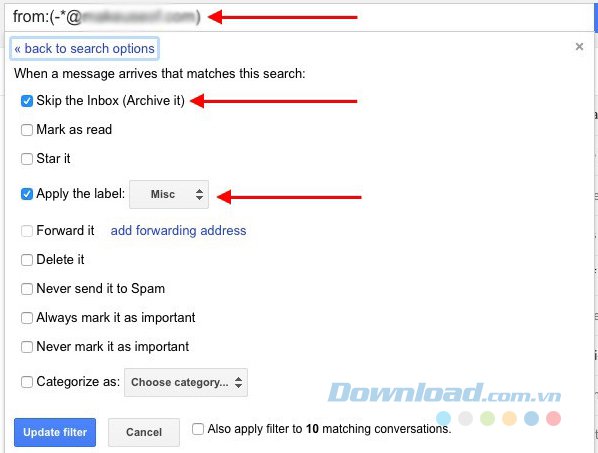 from:(-*@
« back to search options
×
When a message arrives that matches this search:
Skip the Inbox (Archive it)
Mark as read
Star it
Apply the label: Misc
Forward it add forwarding address
Delete it
Never send it to Spam
Always mark it as important
Never mark it as important
Categorize as: Choose category...
Download.com.vn
Update filter Cancel Also apply filter to 10 matching conversations.